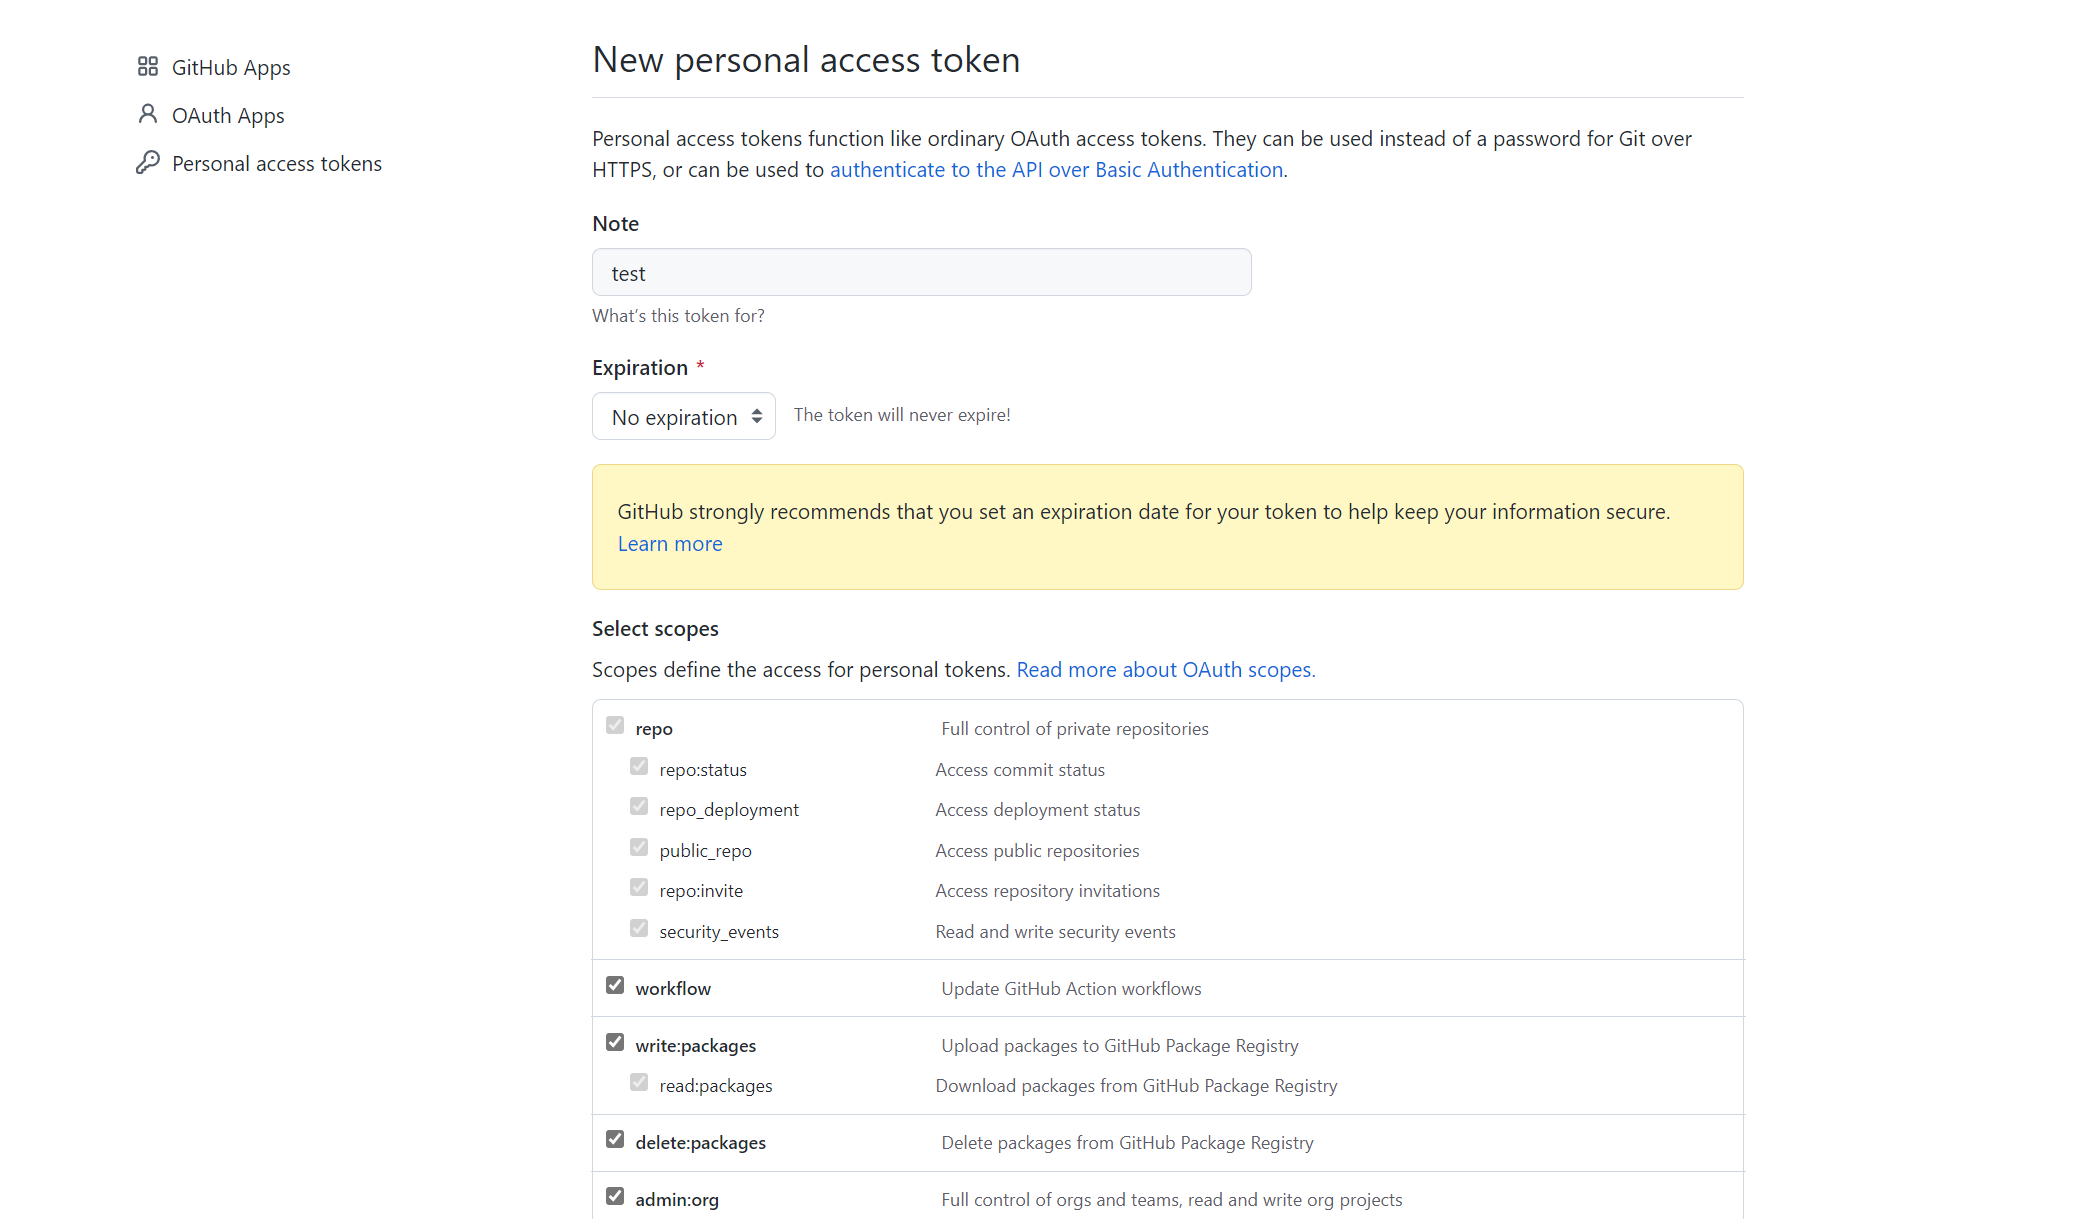 GitHub Apps
OAuth Apps
Personal access tokens
New personal access token
Personal access tokens function like ordinary OAuth access tokens. They can be used instead of a password for Git over
HTTPS, or can be used to authenticate to the API over Basic Authentication.
Note
test
What's this token for?
Expiration *
No expiration The token will never expire!
GitHub strongly recommends that you set an expiration date for your token to help keep your information secure.
Learn more
Select scopes
Scopes define the access for personal tokens. Read more about OAuth scopes.
repo Full control of private repositories
repo:status Access commit status
repo_deployment Access deployment status
public_repo Access public repositories
repo:invite Access repository invitations
security_events Read and write security events
workflow Update GitHub Action workflows
write:packages Upload packages to GitHub Package Registry
read:packages Download packages from GitHub Package Registry
delete:packages Delete packages from GitHub Package Registry
admin:org Full control of orgs and teams, read and write org projects